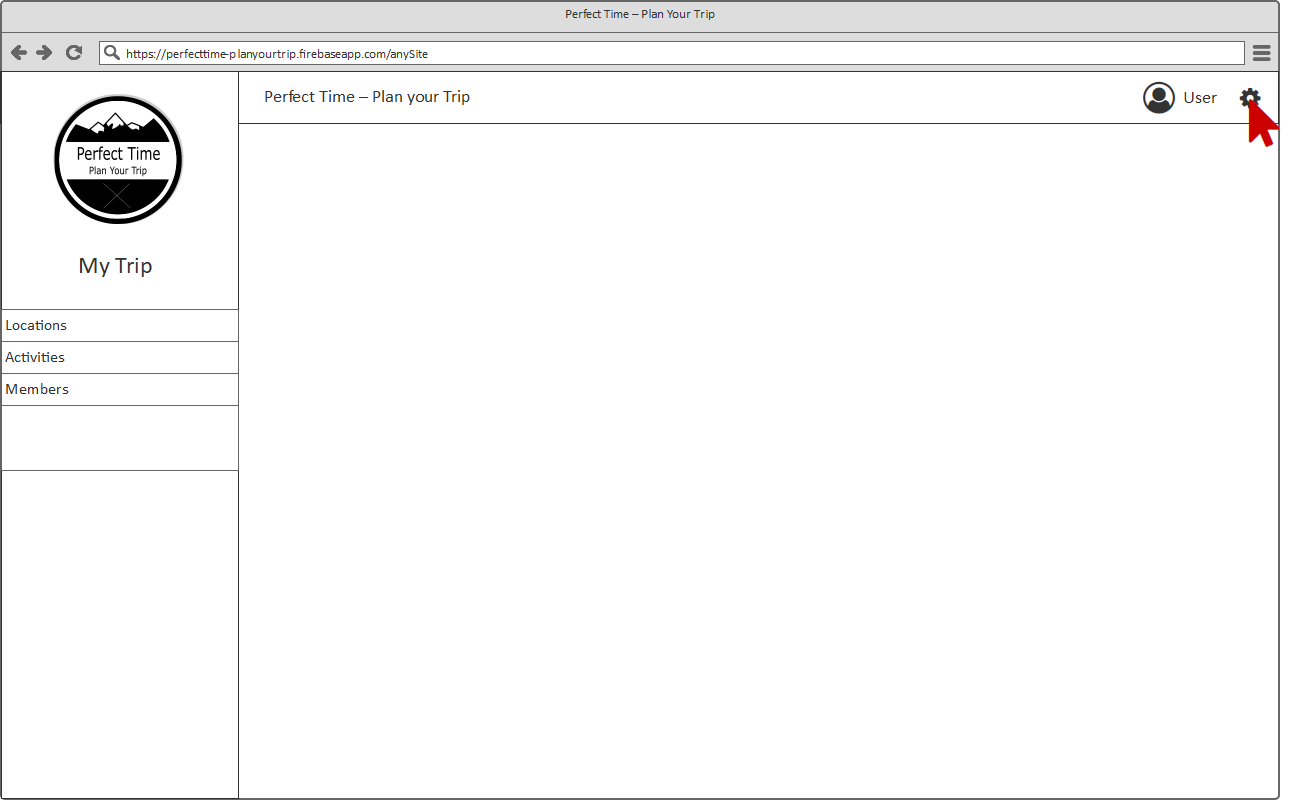 Perfect Time – Plan Your Trip
https://perfecttime-planyourtrip.firebaseapp.com/anySite
Perfect Time – Plan your Trip
User
Perfect Time
Plan Your Trip
My Trip
Locations
Activities
Members